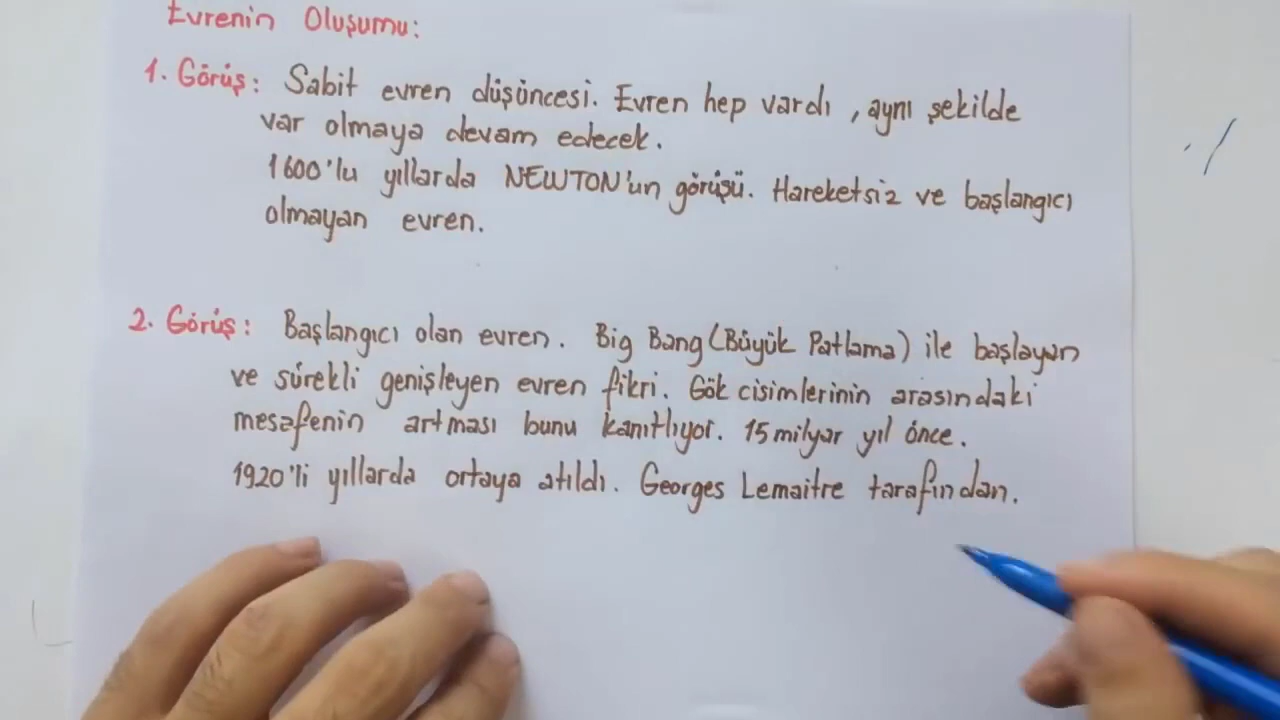 Evrenin Oluşumu:
1. Görüş: Sabit evren düşüncesi. Evren hep vardı, aynı şekilde
var olmaya devam edecek.
1600'lu yıllarda NEWTON'un görüşü. Hareketsiz ve başlangıcı
olmayan evren.
2. Görüş: Başlangıcı olan evren. Big Bang (Büyük Patlama) ile başlayan
ve sürekli genişleyen evren fikri. Gök cisimlerinin arasındaki
mesafenin artması bunu kanıtlıyor. 15 milyar yıl önce.
1920'li yıllarda ortaya atıldı. Georges Lemaitre tarafından.